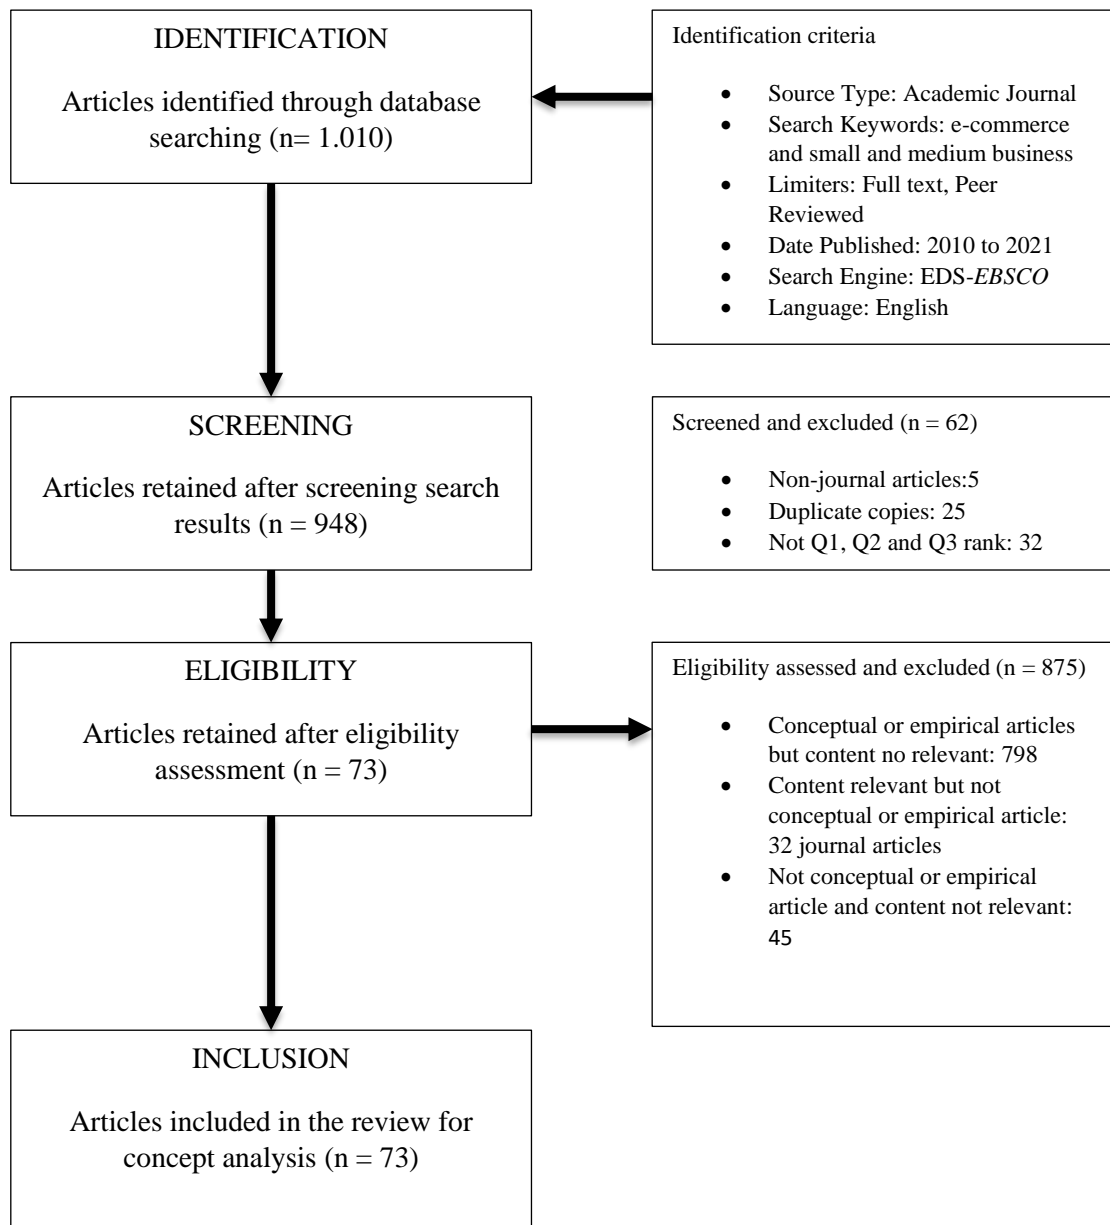 IDENTIFICATION
Articles identified through database
searching (n= 1.010)
Identification criteria
• Source Type: Academic Journal
• Search Keywords: e-commerce
and small and medium business
• Limiters: Full text, Peer
Reviewed
• Date Published: 2010 to 2021
• Search Engine: EDS-EBSCO
• Language: English
SCREENING
Articles retained after screening search
results (n = 948)
Screened and excluded (n = 62)
• Non-journal articles:5
• Duplicate copies: 25
• Not Q1, Q2 and Q3 rank: 32
ELIGIBILITY
Articles retained after eligibility
assessment (n = 73)
Eligibility assessed and excluded (n = 875)
• Conceptual or empirical articles
but content no relevant: 798
• Content relevant but not
conceptual or empirical article:
32 journal articles
• Not conceptual or empirical
article and content not relevant:
45
INCLUSION
Articles included in the review for
concept analysis (n = 73)